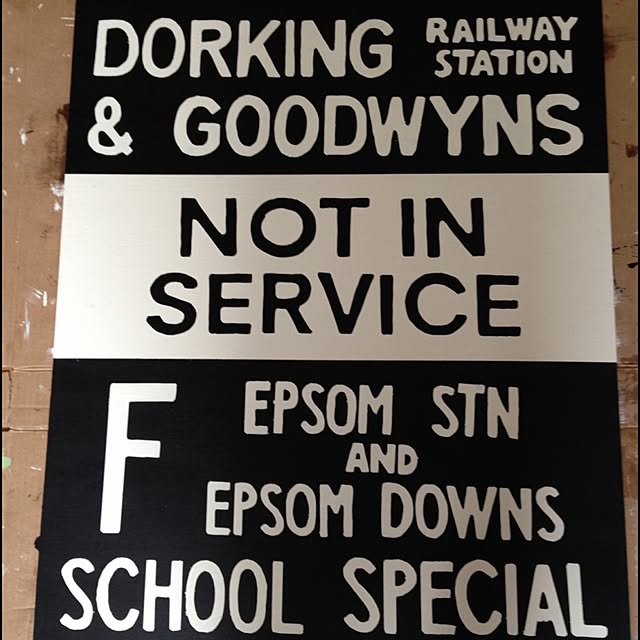 DORKING RAILWAY STATION
& GOODWYNS
NOT IN
SERVICE
F EPSOM STN
AND
EPSOM DOWNS
SCHOOL SPECIAL